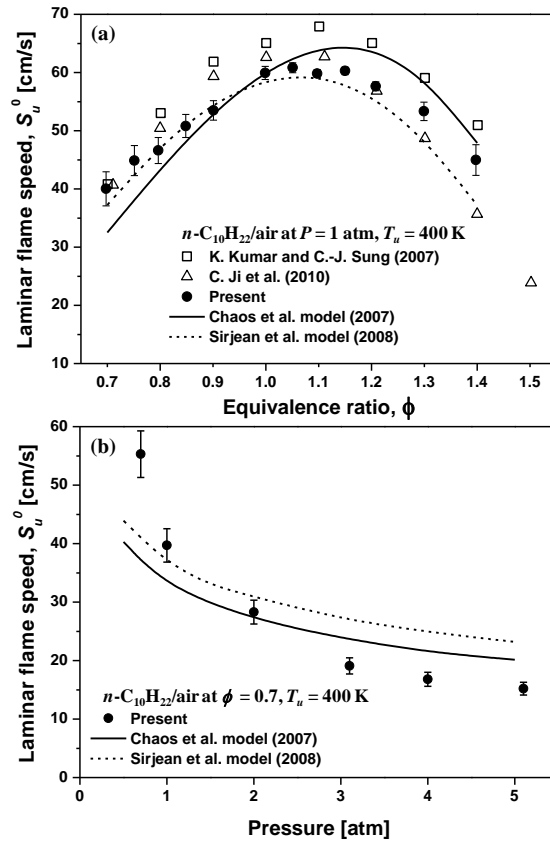 (a)
Laminar flame speed, S_u^0 [cm/s]
70
60
50
40
30
20
10
n-C10H22/air at P = 1 atm, Tu = 400 K
K. Kumar and C.-J. Sung (2007)
C. Ji et al. (2010)
Present
Chaos et al. model (2007)
Sirjean et al. model (2008)
0.7 0.8 0.9 1.0 1.1 1.2 1.3 1.4 1.5
Equivalence ratio, ϕ
(b)
Laminar flame speed, S_u^0 [cm/s]
60
50
40
30
20
10
0
n-C10H22/air at ϕ = 0.7, Tu = 400 K
Present
Chaos et al. model (2007)
Sirjean et al. model (2008)
0 1 2 3 4 5
Pressure [atm]